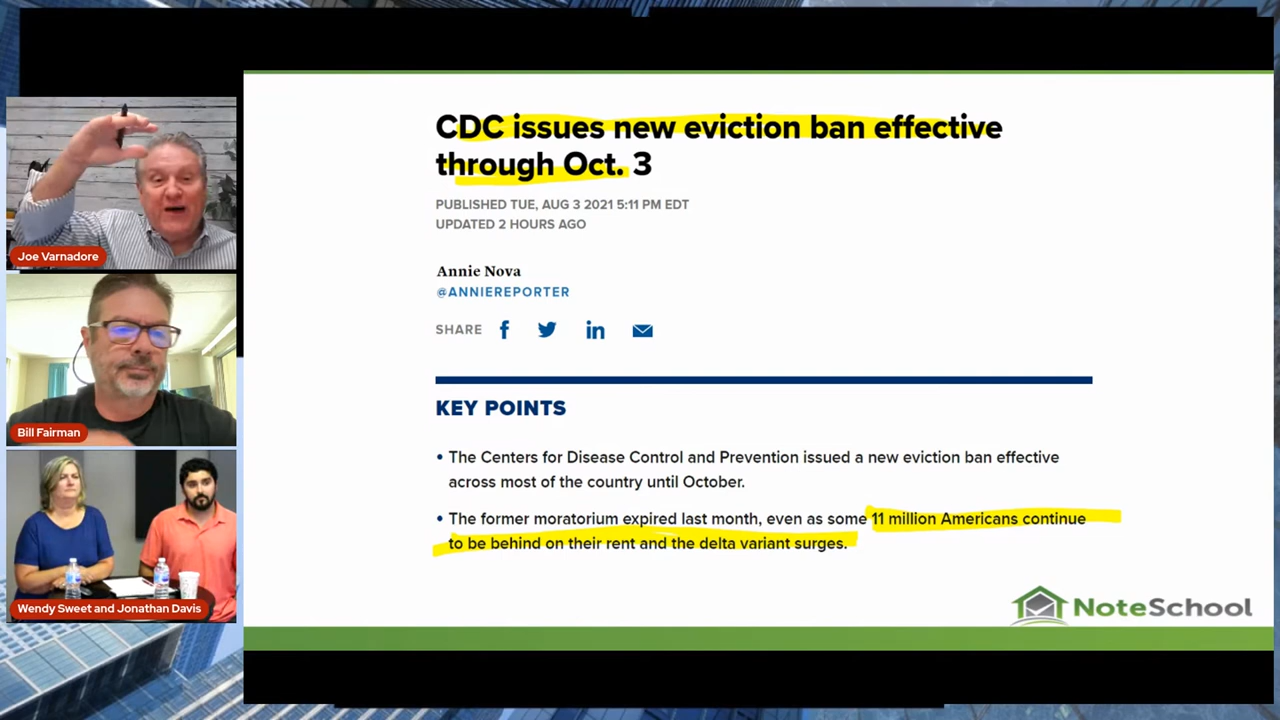 Joe Varnadore
Bill Fairman
Wendy Sweet and Jonathan Davis
CDC issues new eviction ban effective
through Oct. 3
PUBLISHED TUE, AUG 3 2021 5:11 PM EDT
UPDATED 2 HOURS AGO
Annie Nova
@ANNIEREPORTER
SHARE
KEY POINTS
• The Centers for Disease Control and Prevention issued a new eviction ban effective
across most of the country until October.
• The former moratorium expired last month, even as some 11 million Americans continue
to be behind on their rent and the delta variant surges.
NoteSchool